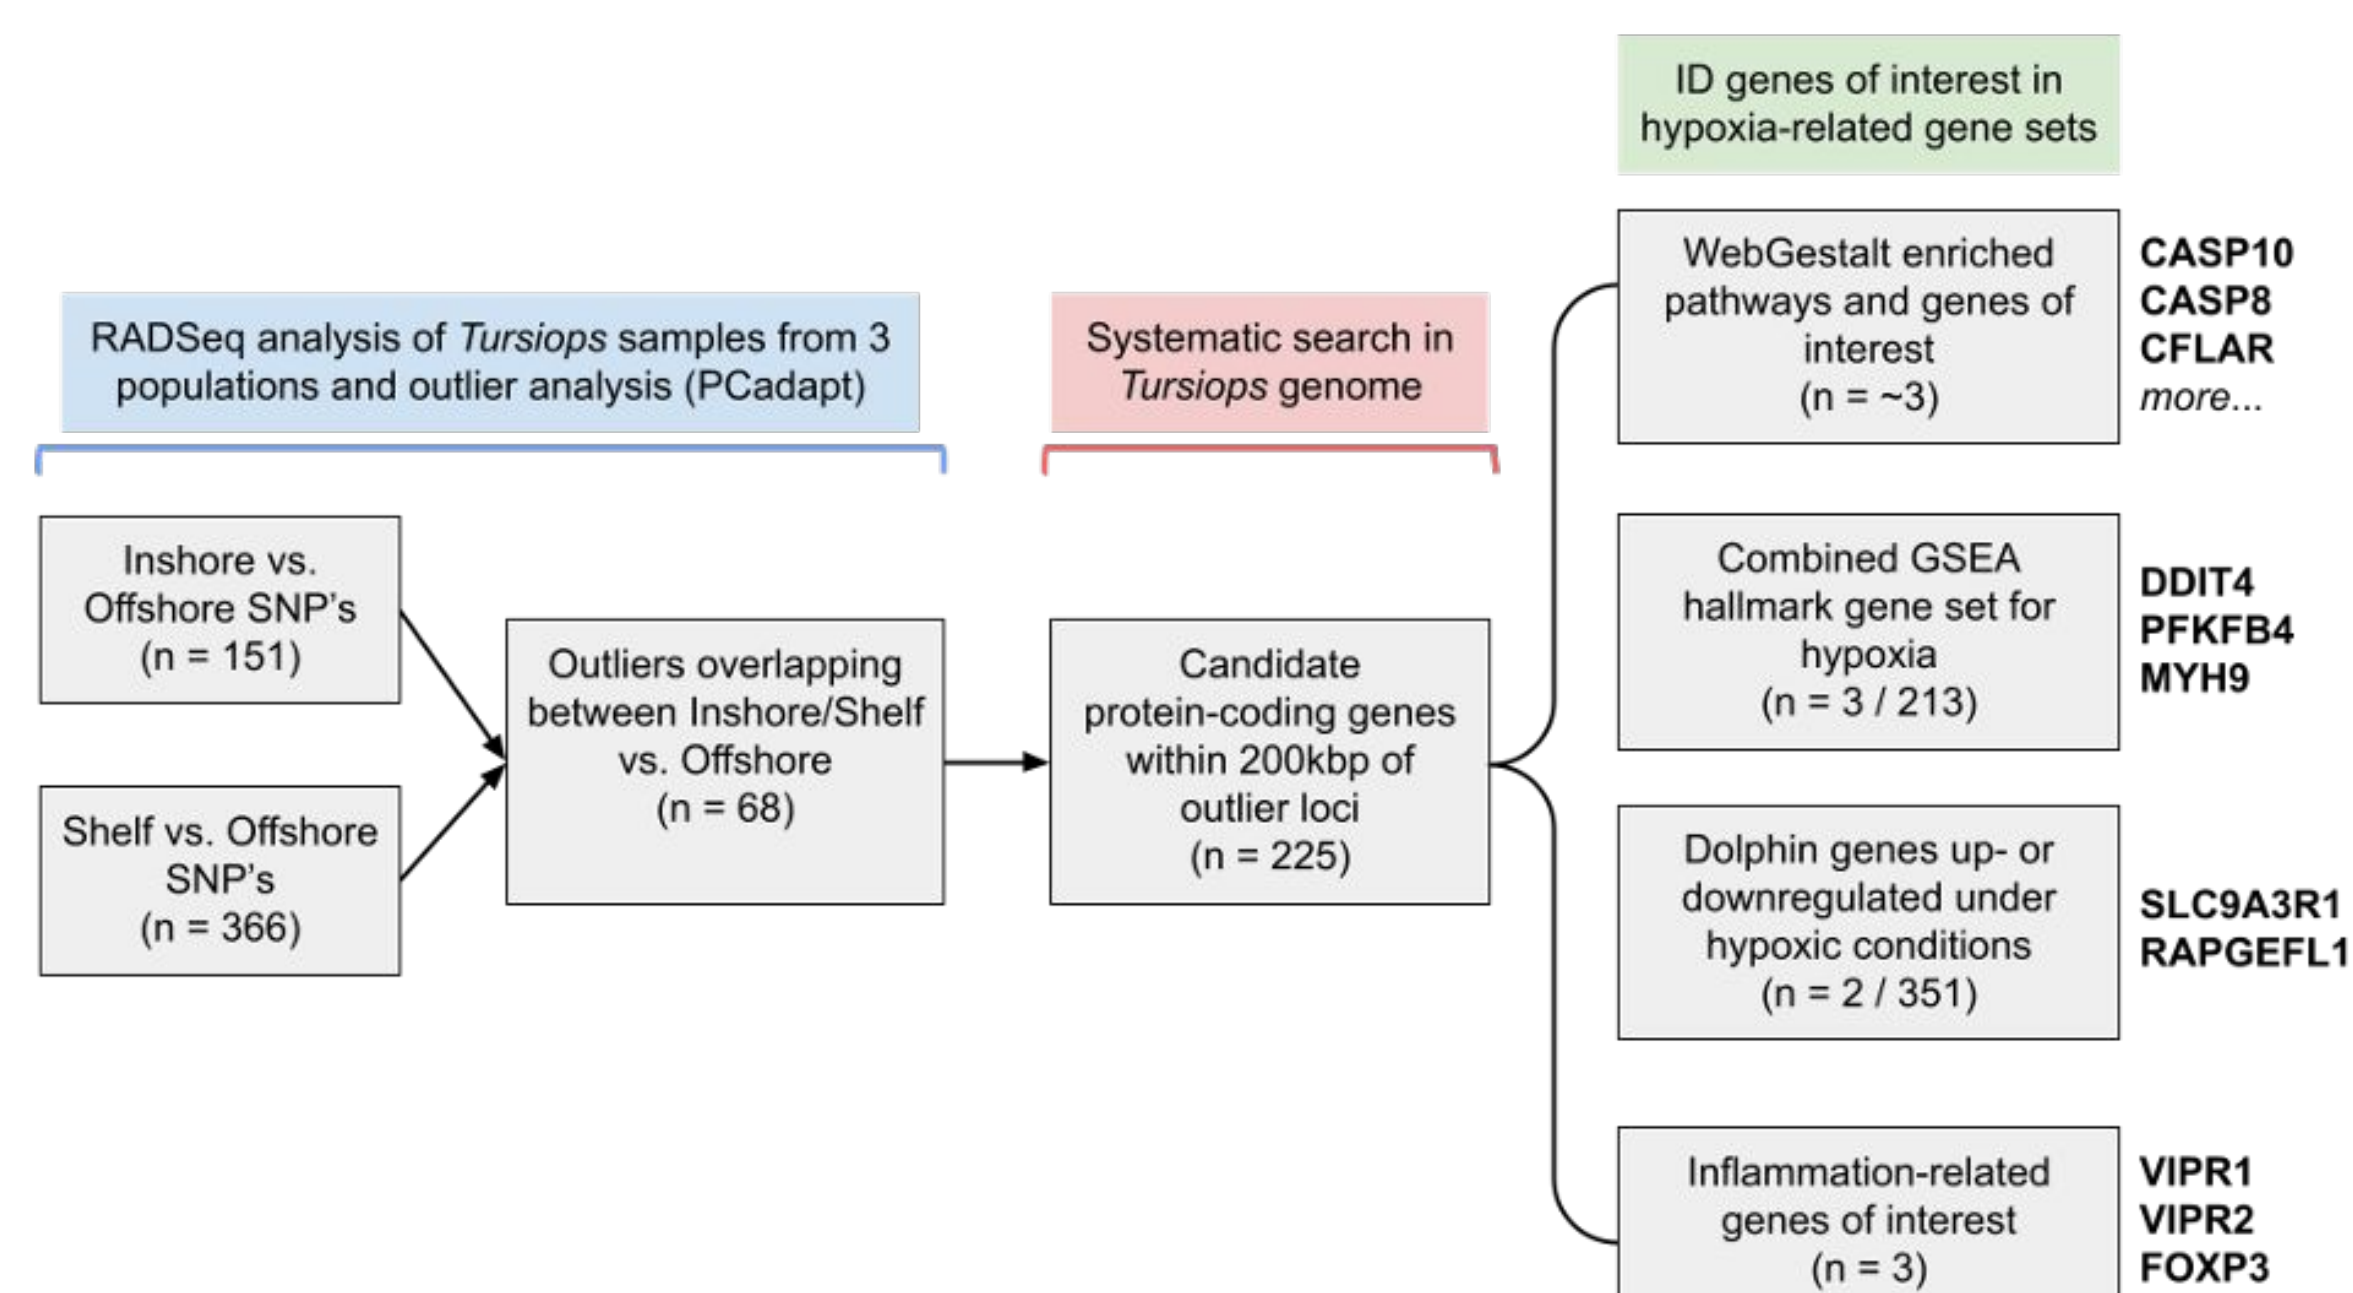 RADSeq analysis of Tursiops samples from 3
populations and outlier analysis (PCadapt)
Inshore vs.
Offshore SNP’s
(n = 151)
Shelf vs. Offshore
SNP’s
(n = 366)
Outliers overlapping
between Inshore/Shelf
vs. Offshore
(n = 68)
Systematic search in
Tursiops genome
Candidate
protein-coding genes
within 200kbp of
outlier loci
(n = 225)
ID genes of interest in
hypoxia-related gene sets
WebGestalt enriched
pathways and genes of
interest
(n = ~3)
CASP10
CASP8
CFLAR
more...
Combined GSEA
hallmark gene set for
hypoxia
(n = 3 / 213)
DDIT4
PFKFB4
MYH9
Dolphin genes up- or
downregulated under
hypoxic conditions
(n = 2 / 351)
SLC9A3R1
RAPGEFL1
Inflammation-related
genes of interest
(n = 3)
VIPR1
VIPR2
FOXP3